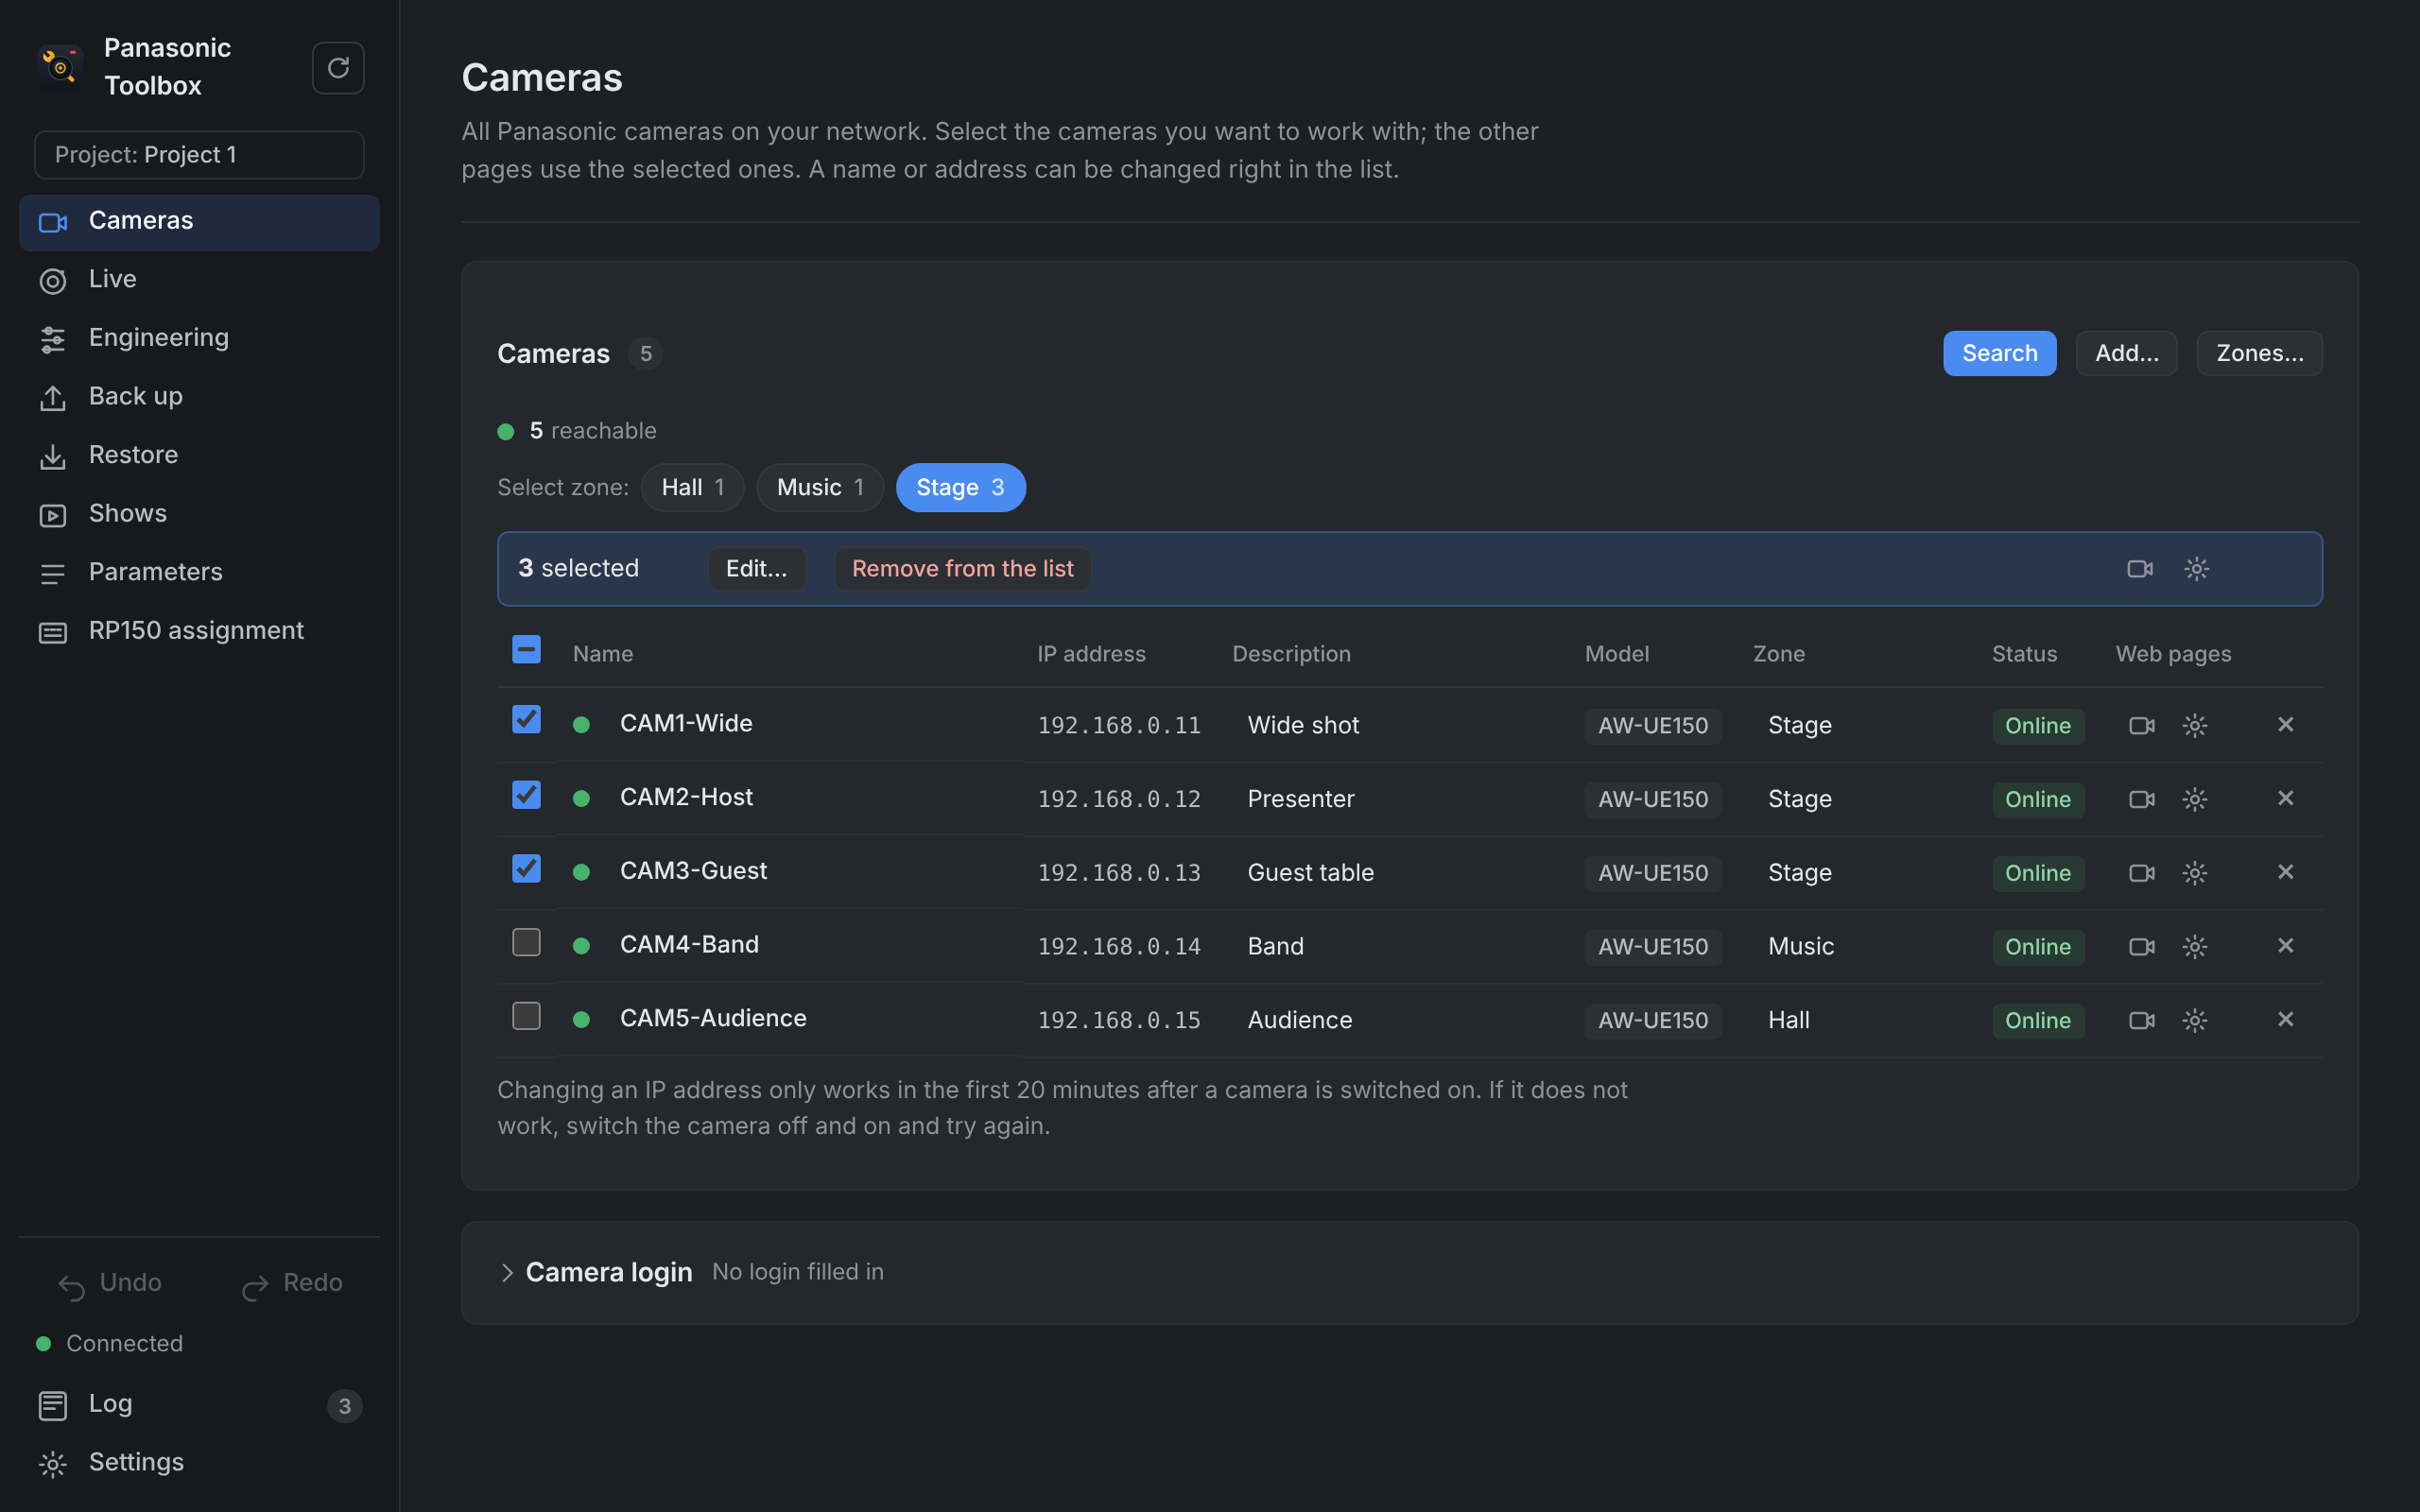 Panasonic
Toolbox
Project: Project 1
Cameras
Live
Engineering
Back up
Restore
Shows
Parameters
RP150 assignment
Undo Redo
Connected
Log 3
Settings
Cameras
All Panasonic cameras on your network. Select the cameras you want to work with; the other
pages use the selected ones. A name or address can be changed right in the list.
Cameras 5
Search Add... Zones...
5 reachable
Select zone: Hall 1 Music 1 Stage 3
3 selected Edit... Remove from the list
Name IP address Description Model Zone Status Web pages
CAM1-Wide 192.168.0.11 Wide shot AW-UE150 Stage Online
CAM2-Host 192.168.0.12 Presenter AW-UE150 Stage Online
CAM3-Guest 192.168.0.13 Guest table AW-UE150 Stage Online
CAM4-Band 192.168.0.14 Band AW-UE150 Music Online
CAM5-Audience 192.168.0.15 Audience AW-UE150 Hall Online
Changing an IP address only works in the first 20 minutes after a camera is switched on. If it does not
work, switch the camera off and on and try again.
Camera login No login filled in